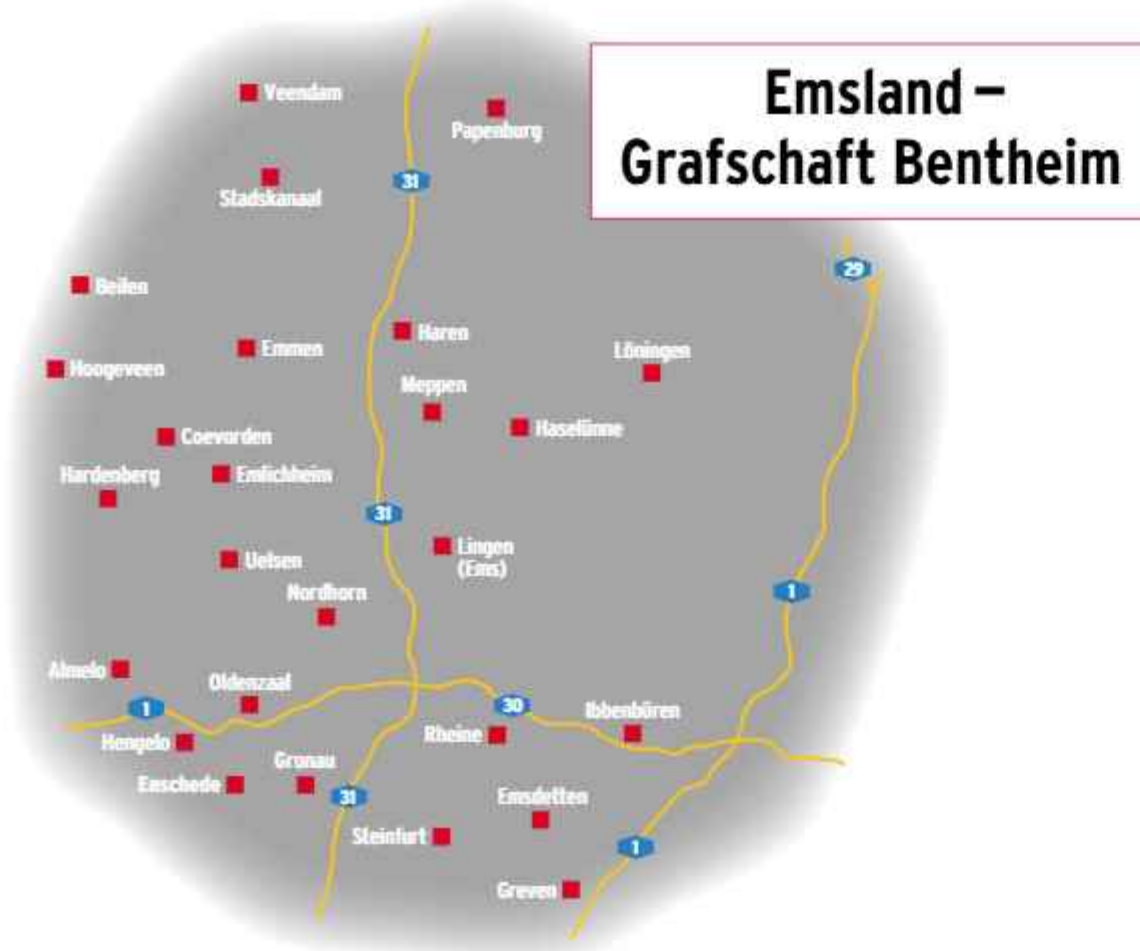 Emsland –
Grafschaft Bentheim
Veendam
Papenburg
31
Stadskanaal
29
Beilen
Haren
Emmen
Löningen
Hoogeveen
Meppen
Haselünne
Coevorden
Hardenberg
Emlichheim
31
Lingen
(Ems)
Uelsen
Nordhorn
1
Almelo
Oldenzaal
1
30
Ibbenbüren
Hengelo
Rheine
Gronau
Enschede
31
Emsdetten
Steinfurt
1
Greven